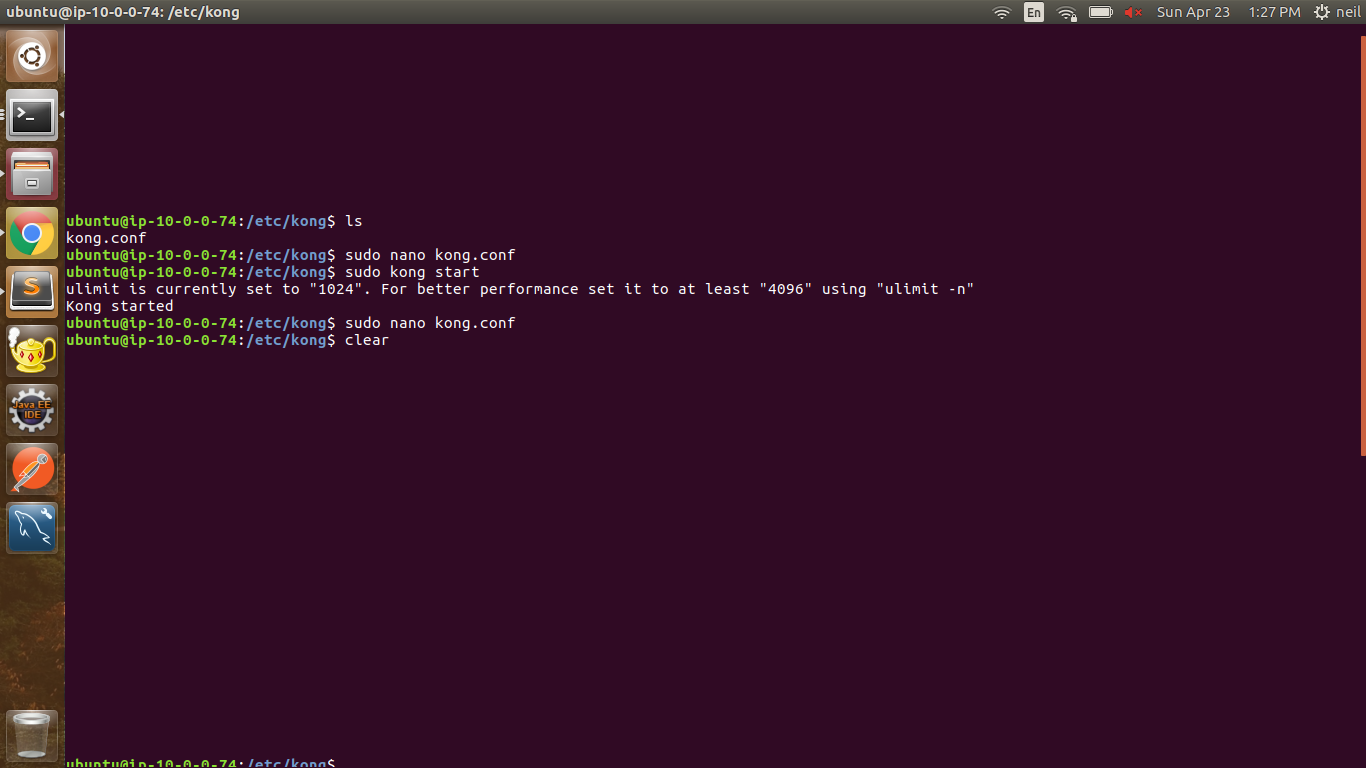 ubuntu@ip-10-0-0-74: /etc/kong
En
Sun Apr 23
1:27 PM
neil
ubuntu@ip-10-0-0-74:/etc/kong$ ls
kong.conf
ubuntu@ip-10-0-0-74:/etc/kong$ sudo nano kong.conf
ubuntu@ip-10-0-0-74:/etc/kong$ sudo kong start
ulimit is currently set to "1024". For better performance set it to at least "4096" using "ulimit -n"
Kong started
ubuntu@ip-10-0-0-74:/etc/kong$ sudo nano kong.conf
ubuntu@ip-10-0-0-74:/etc/kong$ clear
>_
S
Java EE
IDE
ubuntu@ip-10-0-0-74:/etc/kong$